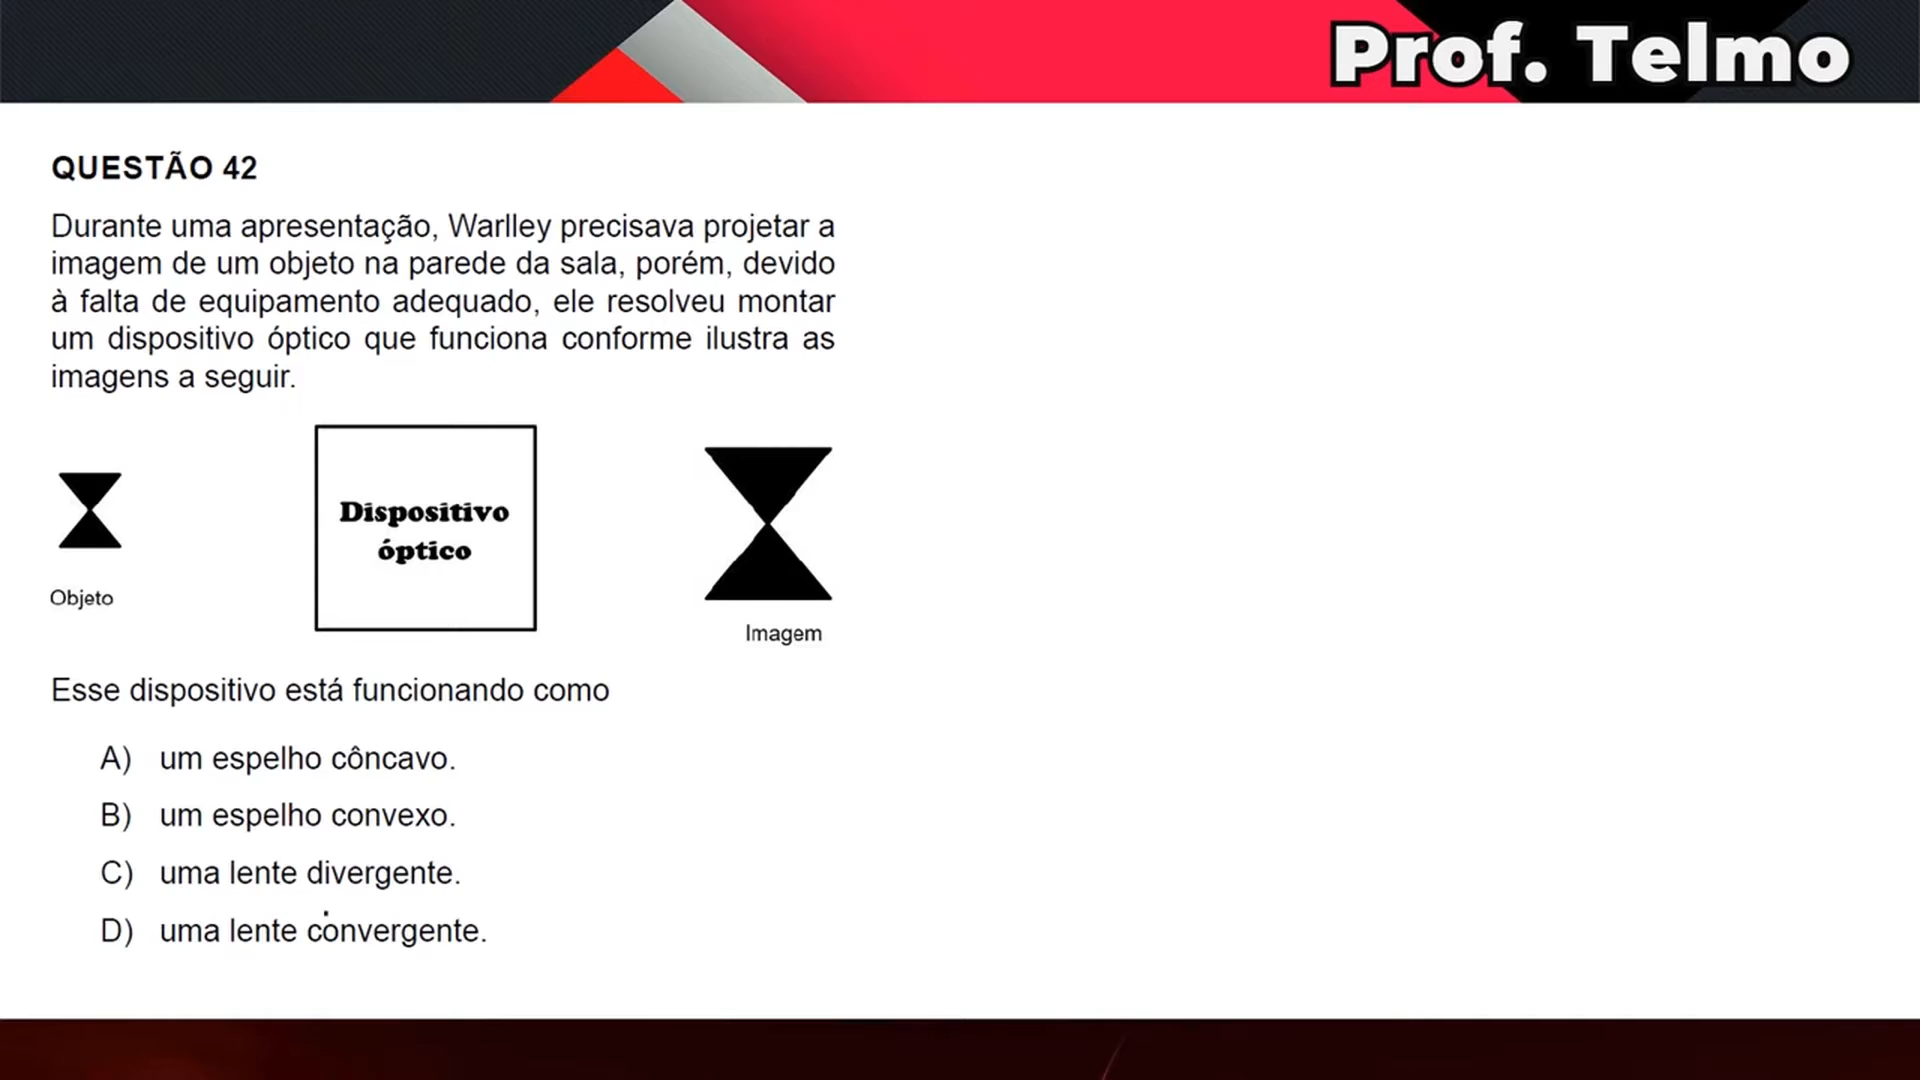 Prof. Telmo
QUESTÃO 42
Durante uma apresentação, Warlley precisava projetar a
imagem de um objeto na parede da sala, porém, devido
à falta de equipamento adequado, ele resolveu montar
um dispositivo óptico que funciona conforme ilustra as
imagens a seguir.
Dispositivo
óptico
Objeto
Imagem
Esse dispositivo está funcionando como
A) um espelho côncavo.
B) um espelho convexo.
C) uma lente divergente.
D) uma lente convergente.